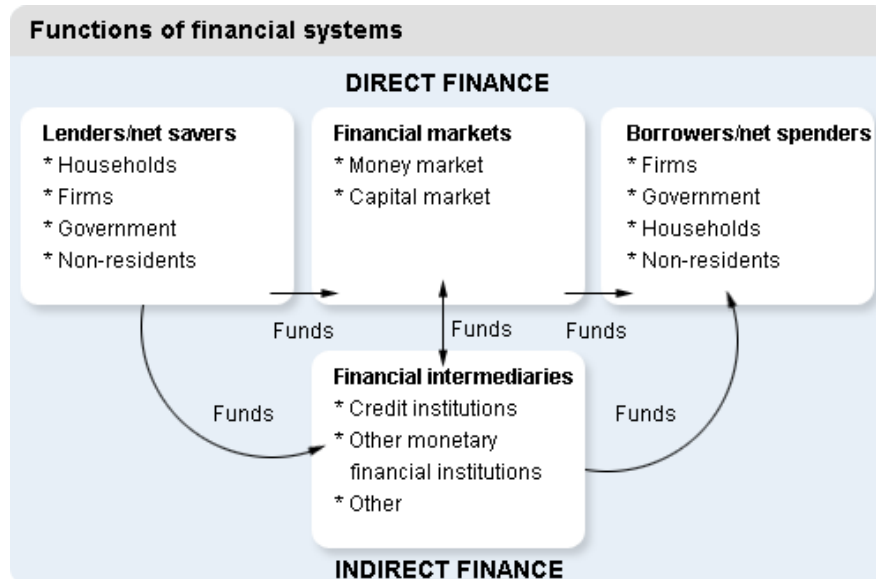 Functions of financial systems
DIRECT FINANCE
Lenders/net savers
* Households
* Firms
* Government
* Non-residents
Financial markets
* Money market
* Capital market
Borrowers/net spenders
* Firms
* Government
* Households
* Non-residents
Funds
Funds
Funds
Funds
Funds
Financial intermediaries
* Credit institutions
* Other monetary
financial institutions
* Other
INDIRECT FINANCE